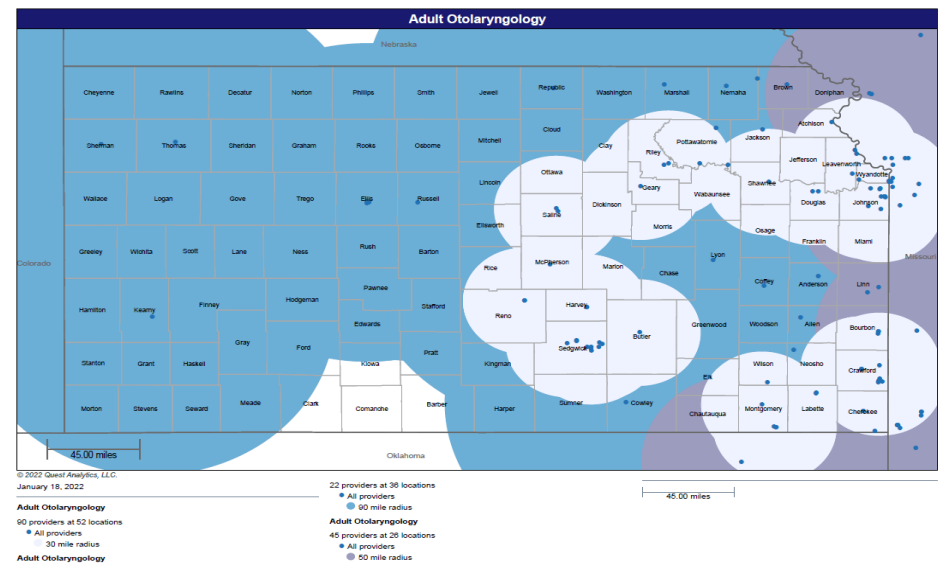 Adult Otolaryngology
Nebraska
Cheyenne Rawlins Decatur Norton Phillips Smith Jewell Republic Washington Marshall Nemaha Brown Doniphan
Atchison
Cloud
Sherman Thomas Sheridan Graham Rooks Osborne Mitchell Clay Riley Pottawatomie Jackson
Jefferson Leavenworth
Ottawa Wyandotte
Lincoln Geary Wabaunsee Shawnee
Wallace Logan Gove Trego Ellis Russell Dickinson Douglas Johnson
Saline
Ellsworth Morris Osage
Franklin Miami
Greeley Wichita Scott Lane Ness Rush Barton Lyon
Colorado Missouri
Rice McPherson Marion Chase
Pawnee Coffey Anderson Linn
Hamilton Kearny Finney Hodgeman Stafford Reno Harvey
Edwards Greenwood Woodson Allen Bourbon
Gray Ford Butler
Pratt Sedgwick
Stanton Grant Haskell Kiowa Kingman Elk Wilson Neosho Crawford
Morton Stevens Seward Meade Clark Comanche Barber Harper Sumner Cowley Chautauqua Montgomery Labette Cherokee
45.00 miles
Oklahoma
© 2022 Quest Analytics, LLC.
January 18, 2022
Adult Otolaryngology
90 providers at 52 locations
All providers
30 mile radius
Adult Otolaryngology
22 providers at 36 locations
All providers
90 mile radius
Adult Otolaryngology
45 providers at 26 locations
All providers
50 mile radius
45.00 miles